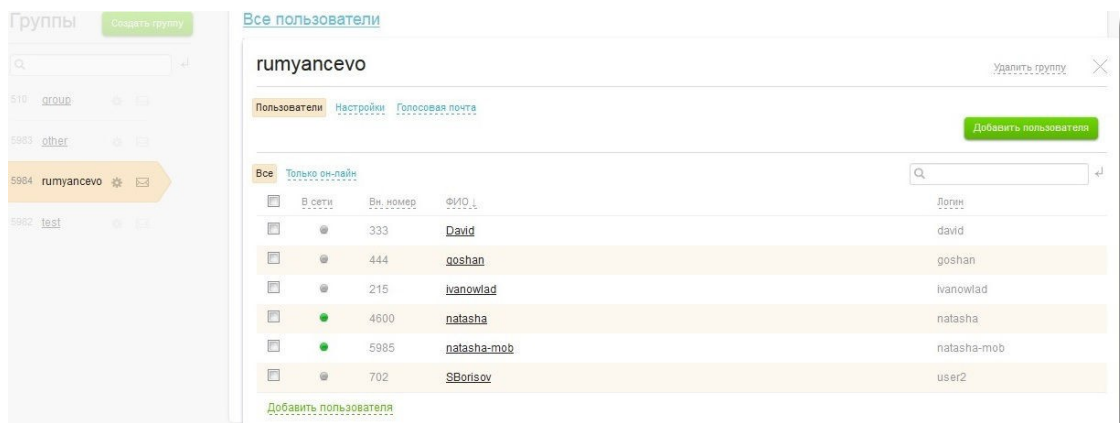 Группы
Создать группу
510 group
5983 other
5984 rumyancevo
5982 test
Все пользователи
rumyancevo
Удалить группу
Пользователи Настройки Голосовая почта
Добавить пользователя
Все Только он-лайн
В сети Вн. номер ФИО ↓ Логин
333 David david
444 goshan goshan
215 ivanowlad ivanowlad
4600 natasha natasha
5985 natasha-mob natasha-mob
702 SBorisov user2
Добавить пользователя